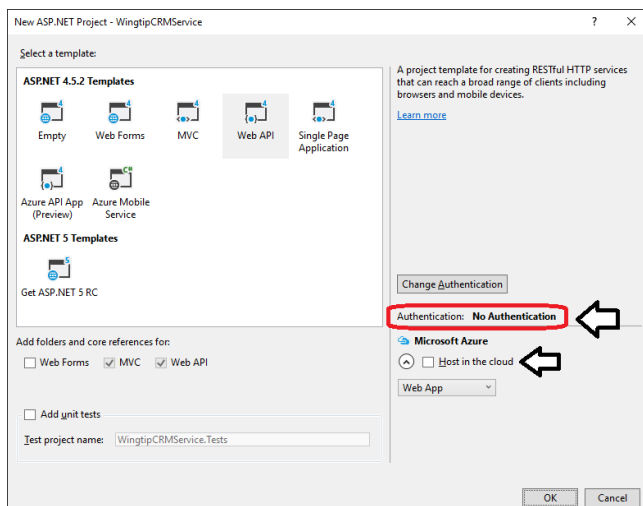 New ASP.NET Project - WingtipCRMService
?
Select a template:
ASP.NET 4.5.2 Templates
Empty
Web Forms
MVC
Web API
Single Page
Application
Azure API App
(Preview)
Azure Mobile
Service
ASP.NET 5 Templates
Get ASP.NET 5 RC
A project template for creating RESTful HTTP services
that can reach a broad range of clients including
browsers and mobile devices.
Learn more
Change Authentication
Authentication: No Authentication
Microsoft Azure
Host in the cloud
Web App
Add folders and core references for:
Web Forms
MVC
Web API
Add unit tests
Test project name: WingtipCRMService.Tests
OK
Cancel